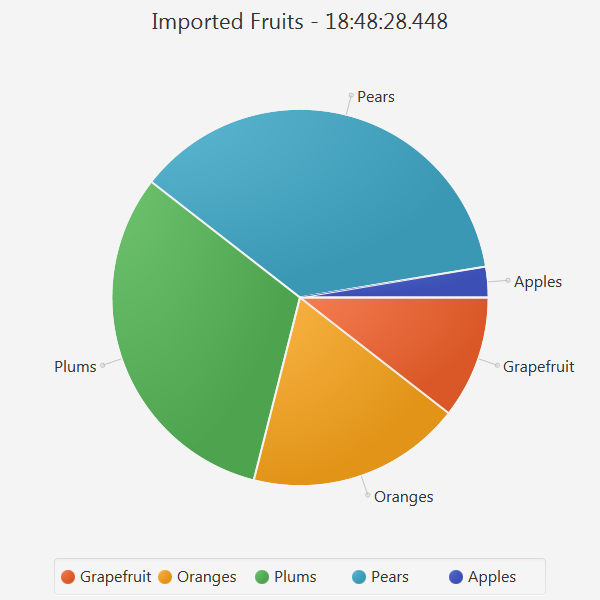 Imported Fruits - 18:48:28.448
Pears
Apples
Plums
Grapefruit
Oranges
Grapefruit Oranges Plums Pears Apples